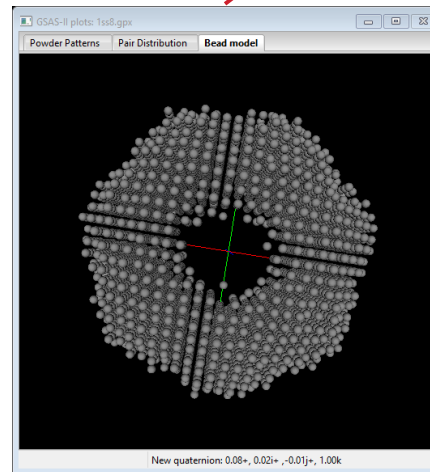 GSAS-II plots: 1ss8.gpx
Powder Patterns Pair Distribution Bead model
New quaternion: 0.08+, 0.02i+ ,-0.01j+, 1.00k